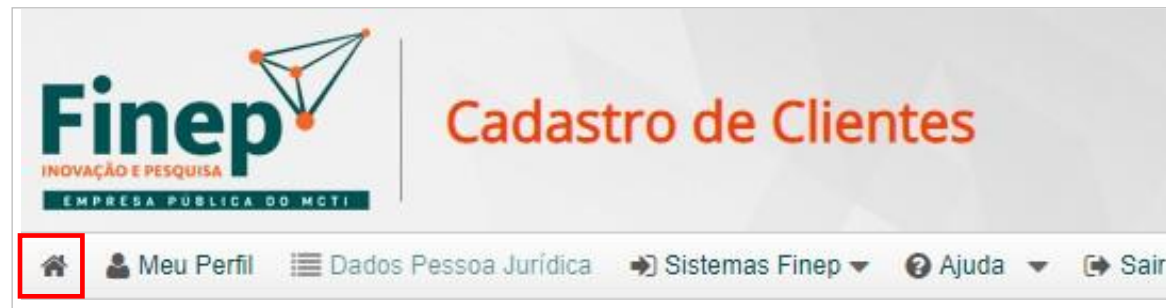 Finep
INOVAÇÃO E PESQUISA
EMPRESA PÚBLICA DO MCTI
Cadastro de Clientes
Meu Perfil Dados Pessoa Jurídica Sistemas Finep Ajuda Sair